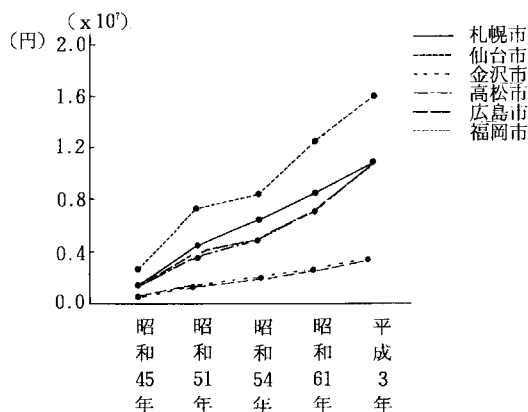 (円)
(x10⁷)
2.0
1.6
1.2
0.8
0.4
0.0
昭和45年
昭和51年
昭和54年
昭和61年
平成3年
札幌市
仙台市
金沢市
高松市
広島市
福岡市